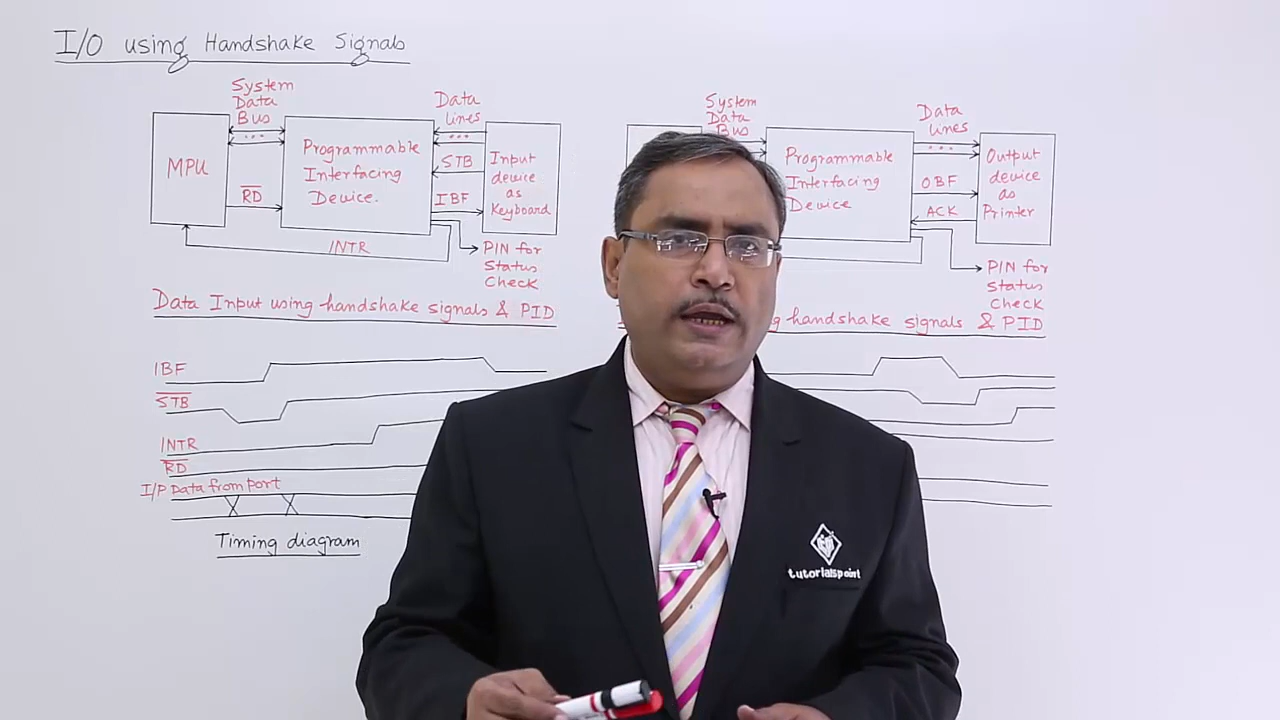 I/O using Handshake Signals
System
Data
Bus
Data
lines
MPU
Programmable
Interfacing
Device.
STB
Input
device
as
Keyboard
R̅D̅
IBF
INTR
PIN for
Status
Check
Data Input using handshake signals & PID
System
Data
Bus
Data
lines
Programmable
Interfacing
Device
Output
device
as
Printer
OBF
ACK
PIN for
Status
Check
handshake signals & PID
IBF
S̅T̅B̅
INTR
R̅D̅
I/P Data from port
Timing diagram
tutorialspoint